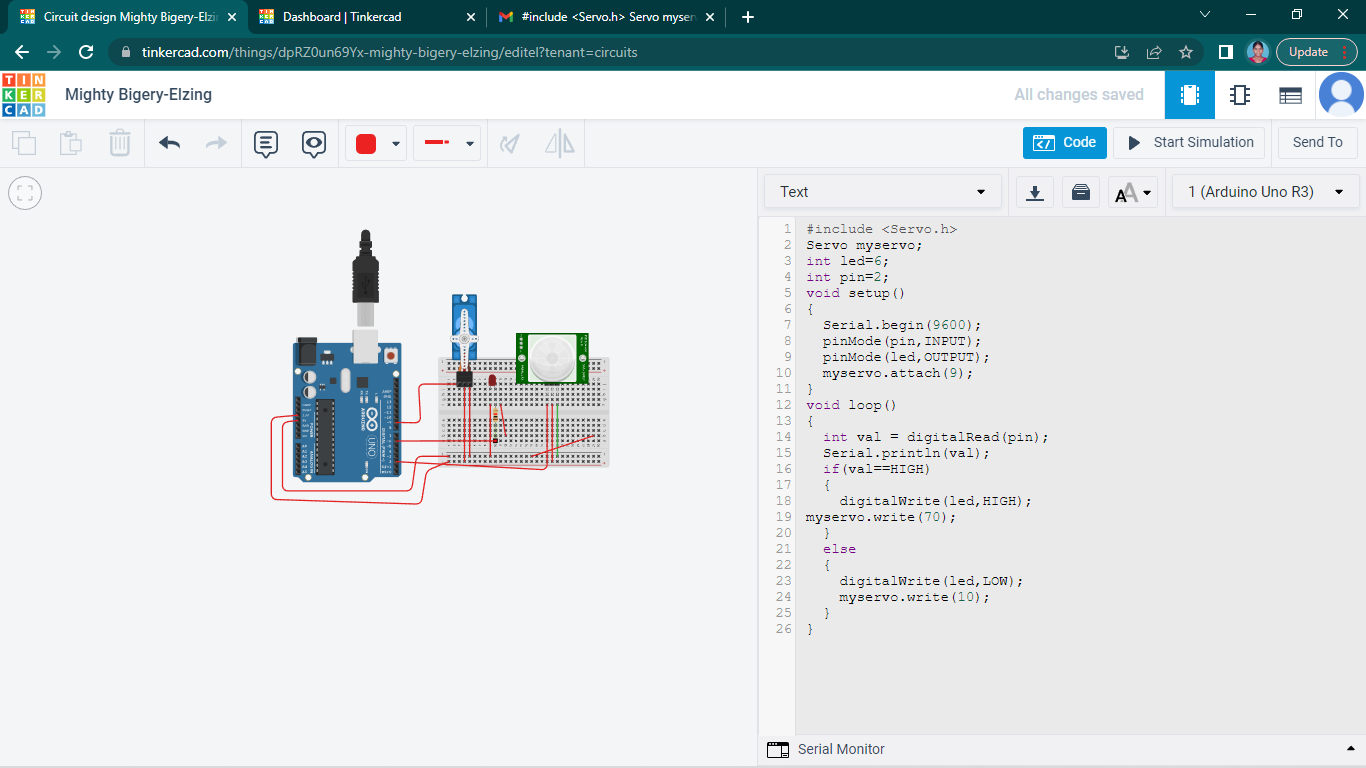 Circuit design Mighty Bigery-Elzi
Dashboard | Tinkercad
#include <Servo.h> Servo myserv
tinkercad.com/things/dpRZ0un69Yx-mighty-bigery-elzing/editel?tenant=circuits
Update
TIN
KER
CAD
Mighty Bigery-Elzing
All changes saved
Code
Start Simulation
Send To
Text
1 (Arduino Uno R3)
1 #include <Servo.h>
2 Servo myservo;
3 int led=6;
4 int pin=2;
5 void setup()
6 {
7 Serial.begin(9600);
8 pinMode(pin,INPUT);
9 pinMode(led,OUTPUT);
10 myservo.attach(9);
11 }
12 void loop()
13 {
14 int val = digitalRead(pin);
15 Serial.println(val);
16 if(val==HIGH)
17 {
18 digitalWrite(led,HIGH);
19 myservo.write(70);
20 }
21 else
22 {
23 digitalWrite(led,LOW);
24 myservo.write(10);
25 }
26 }
ARDUINO
UNO
Serial Monitor